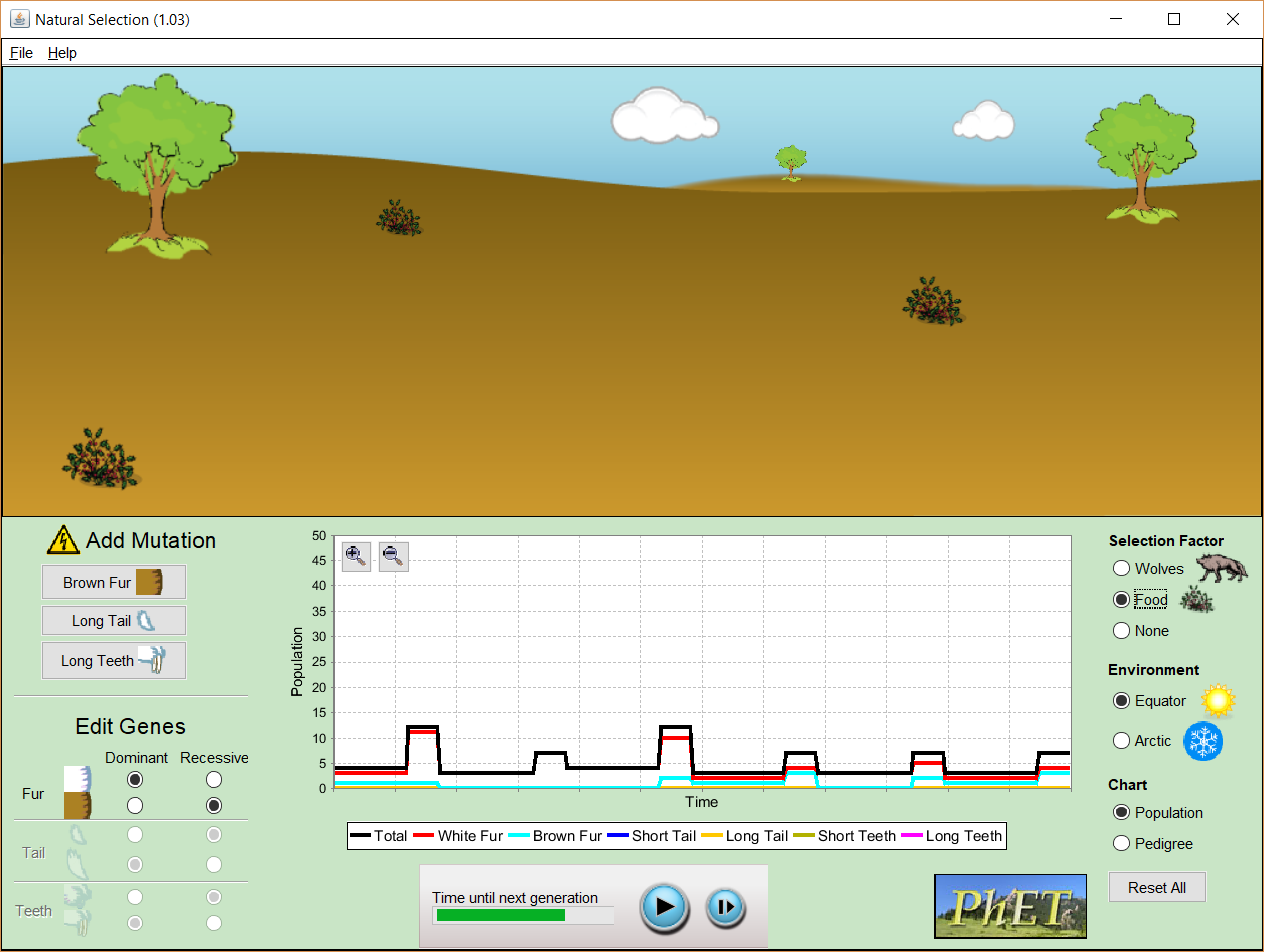 Natural Selection (1.03)
File Help
Add Mutation
Brown Fur
Long Tail
Long Teeth
Edit Genes
Dominant Recessive
Fur
Tail
Teeth
50
45
40
35
30
25
20
15
10
5
0
Population
Time
Total White Fur Brown Fur Short Tail Long Tail Short Teeth Long Teeth
Time until next generation
PhET
Selection Factor
Wolves
Food
None
Environment
Equator
Arctic
Chart
Population
Pedigree
Reset All